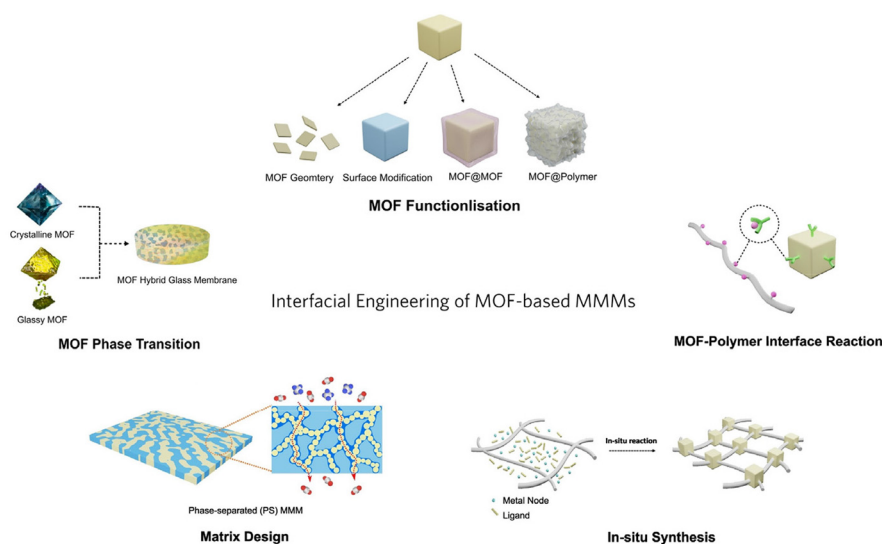 MOF Geomtery
Surface Modification
MOF@MOF
MOF@Polymer
MOF Functionlisation
Crystalline MOF
MOF Hybrid Glass Membrane
Glassy MOF
MOF Phase Transition
Interfacial Engineering of MOF-based MMMs
MOF-Polymer Interface Reaction
Phase-separated (PS) MMM
Matrix Design
In-situ reaction
Metal Node
Ligand
In-situ Synthesis